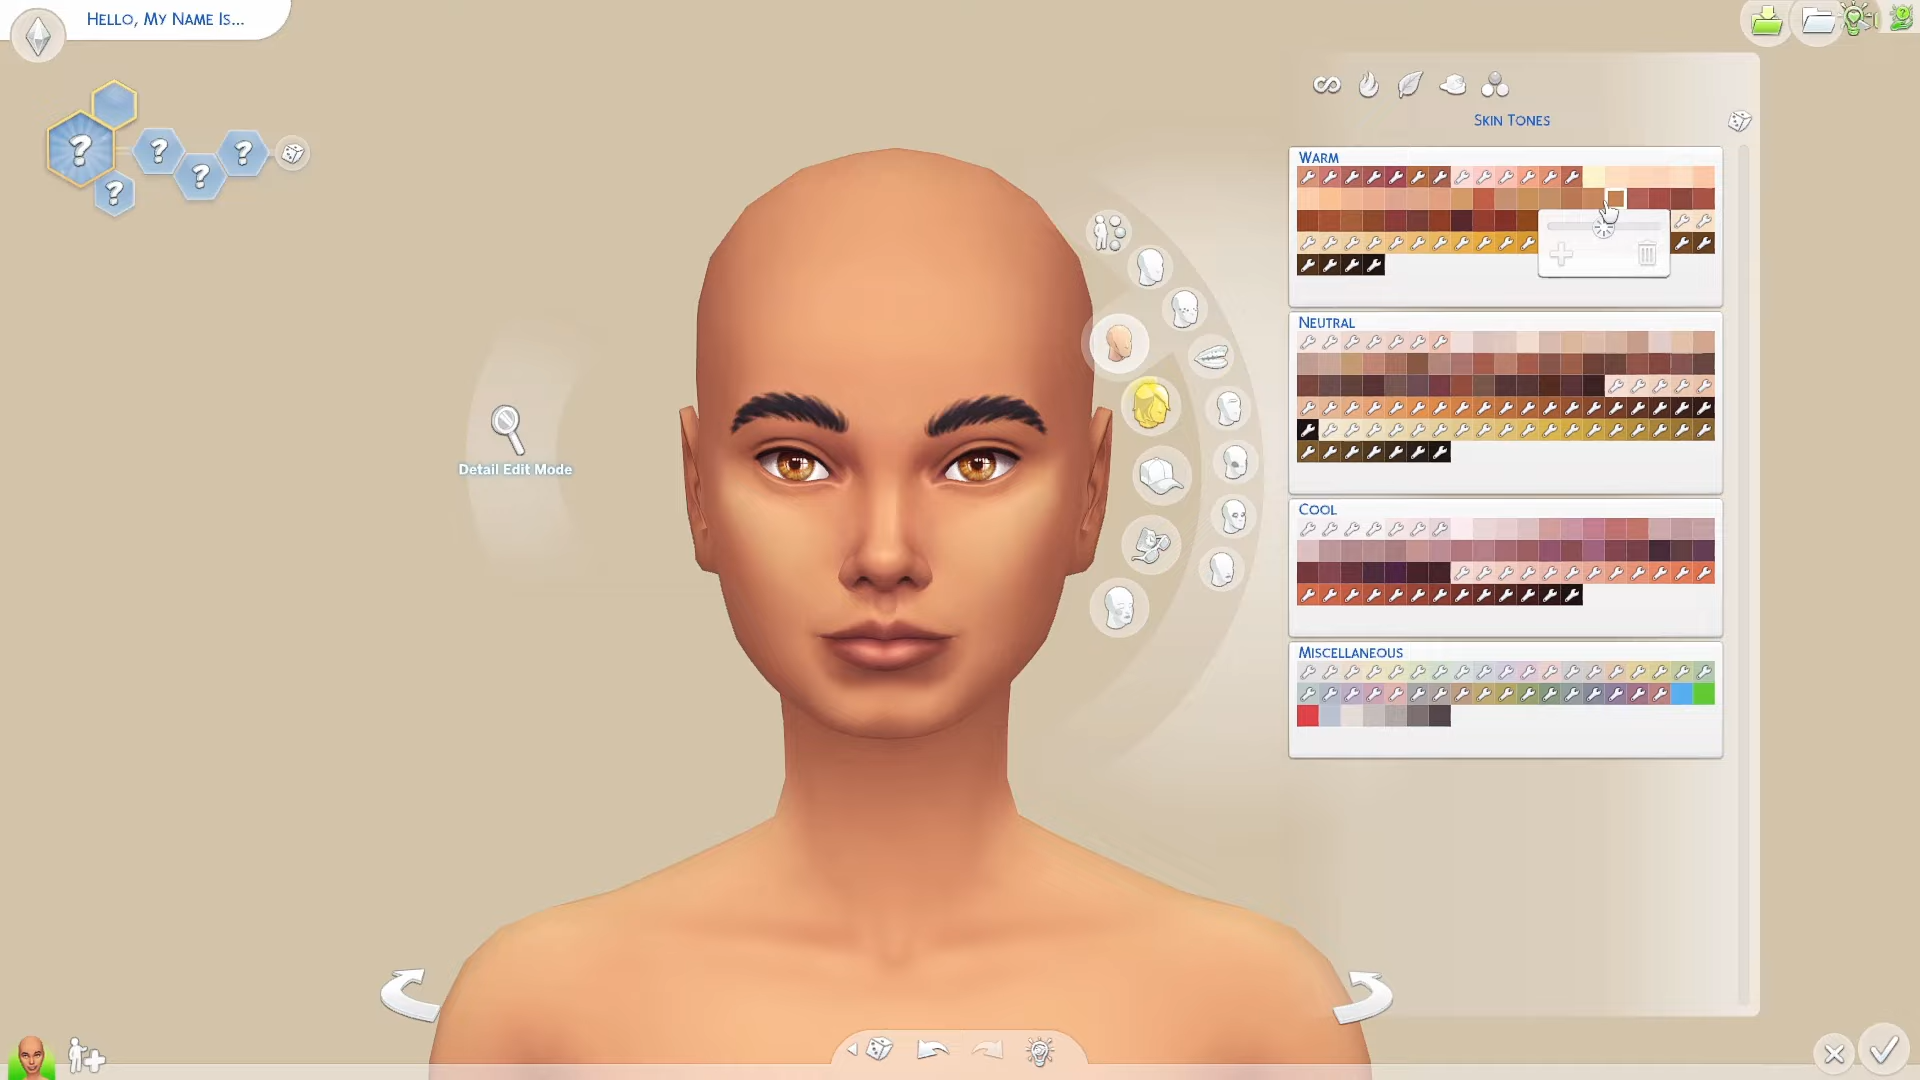 Hello, My Name Is...
Skin Tones
Warm
Neutral
Detail Edit Mode
Cool
Miscellaneous